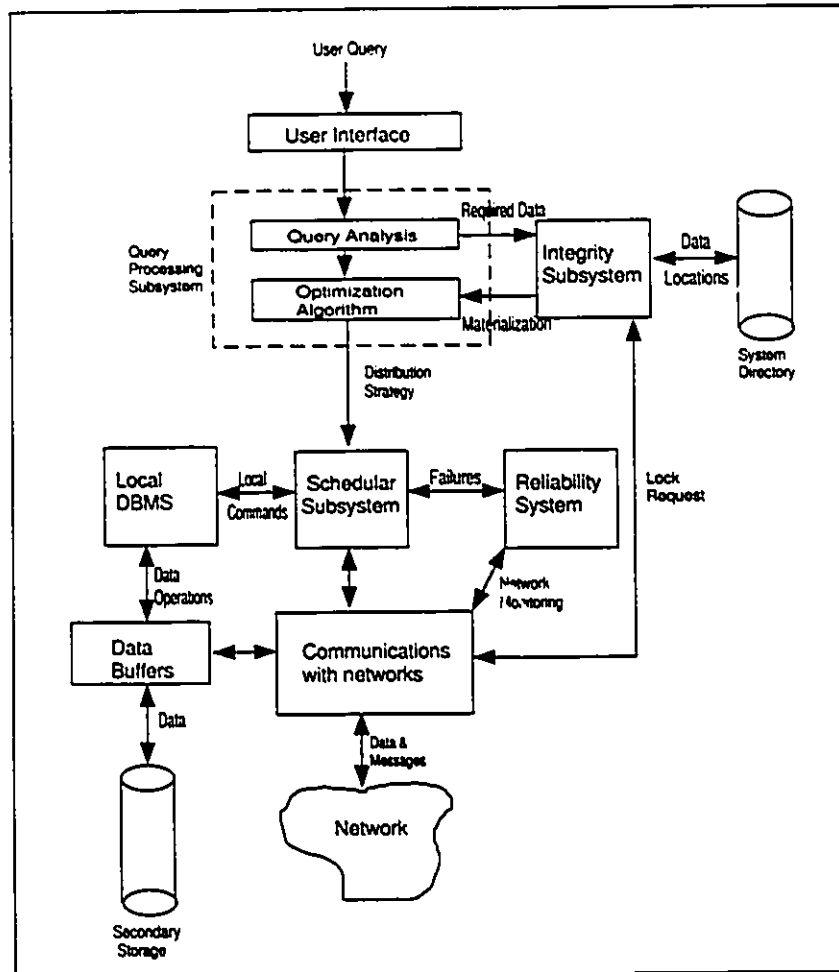 User Query
User Interface
Query
Processing
Subsystem
Query Analysis
Required Data
Optimization
Algorithm
Materialization
Integrity
Subsystem
Data
Locations
System
Directory
Distribution
Strategy
Local
DBMS
Local
Commands
Schedular
Subsystem
Failures
Reliability
System
Lock
Request
Data
Operations
Network
Monitoring
Data
Buffers
Communications
with networks
Data
Data &
Messages
Network
Secondary
Storage